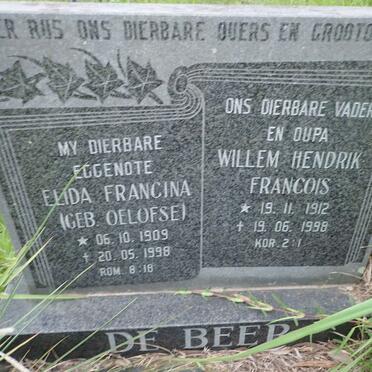 ER RUS ONS DIERBARE OUERS EN GROOTO
MY DIERBARE
EGGENOTE
ELIDA FRANCINA
(GEB. OELOFSE)
* 06.10.1909
† 20.05.1998
ROM. 8:18
ONS DIERBARE VADER
EN OUPA
WILLEM HENDRIK
FRANCOIS
* 19.11.1912
† 19.06.1998
KOR. 2:1
DE BEER